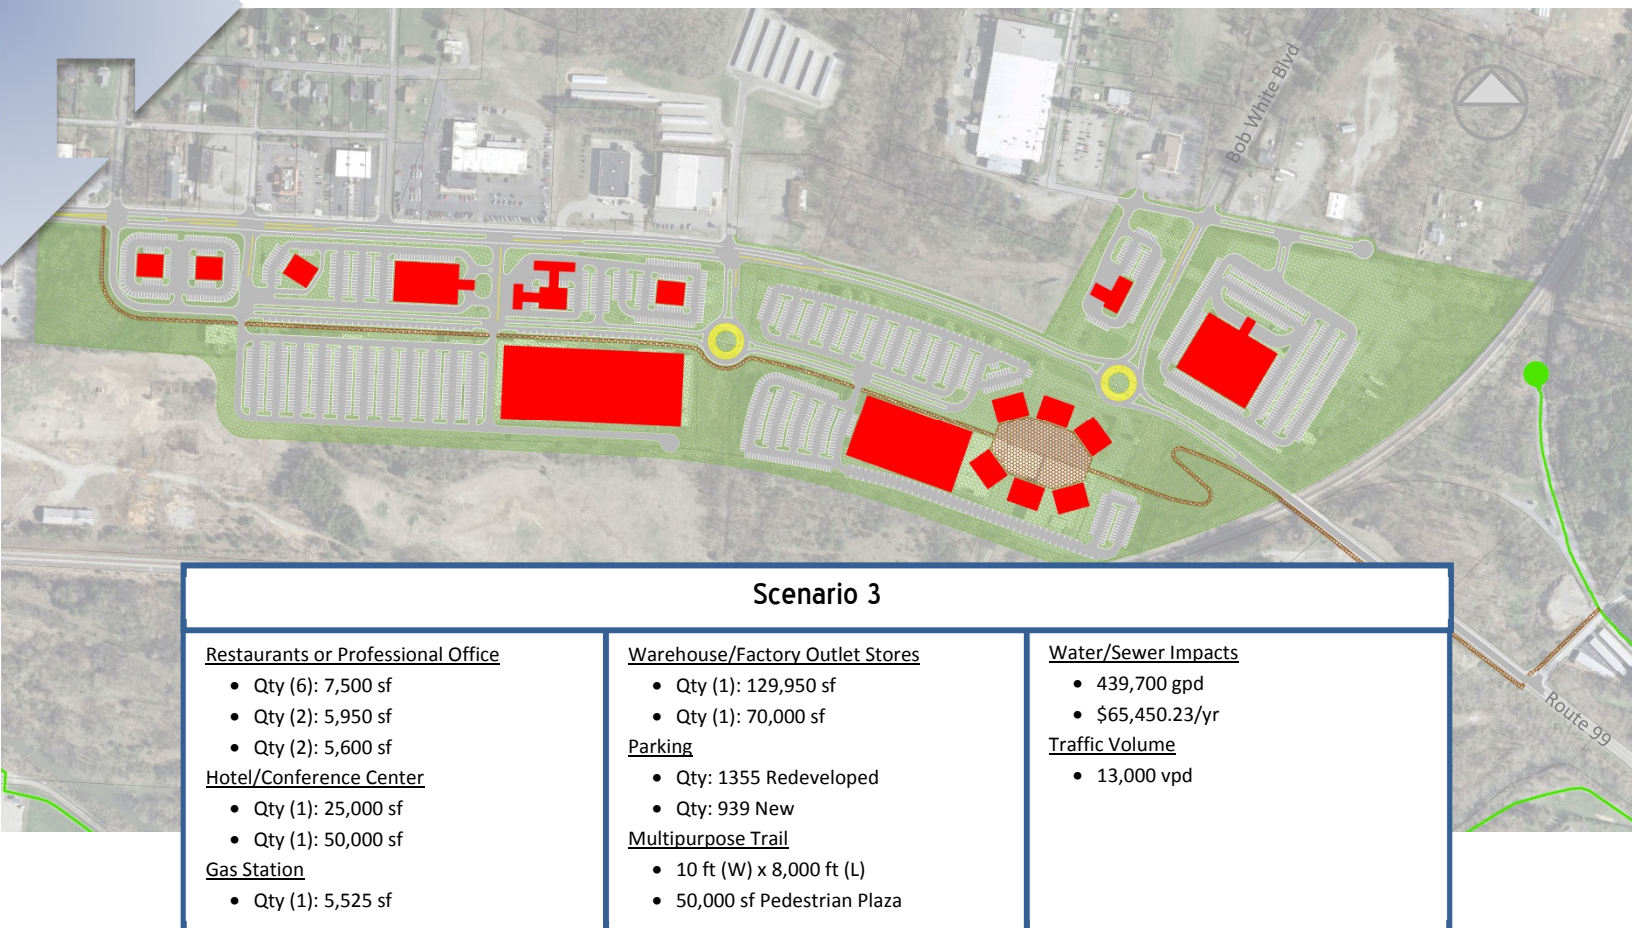 Bob White Blvd
Route 99
Scenario 3
Restaurants or Professional Office
• Qty (6): 7,500 sf
• Qty (2): 5,950 sf
• Qty (2): 5,600 sf
Hotel/Conference Center
• Qty (1): 25,000 sf
• Qty (1): 50,000 sf
Gas Station
• Qty (1): 5,525 sf
Warehouse/Factory Outlet Stores
• Qty (1): 129,950 sf
• Qty (1): 70,000 sf
Parking
• Qty: 1355 Redeveloped
• Qty: 939 New
Multipurpose Trail
• 10 ft (W) x 8,000 ft (L)
• 50,000 sf Pedestrian Plaza
Water/Sewer Impacts
• 439,700 gpd
• $65,450.23/yr
Traffic Volume
• 13,000 vpd